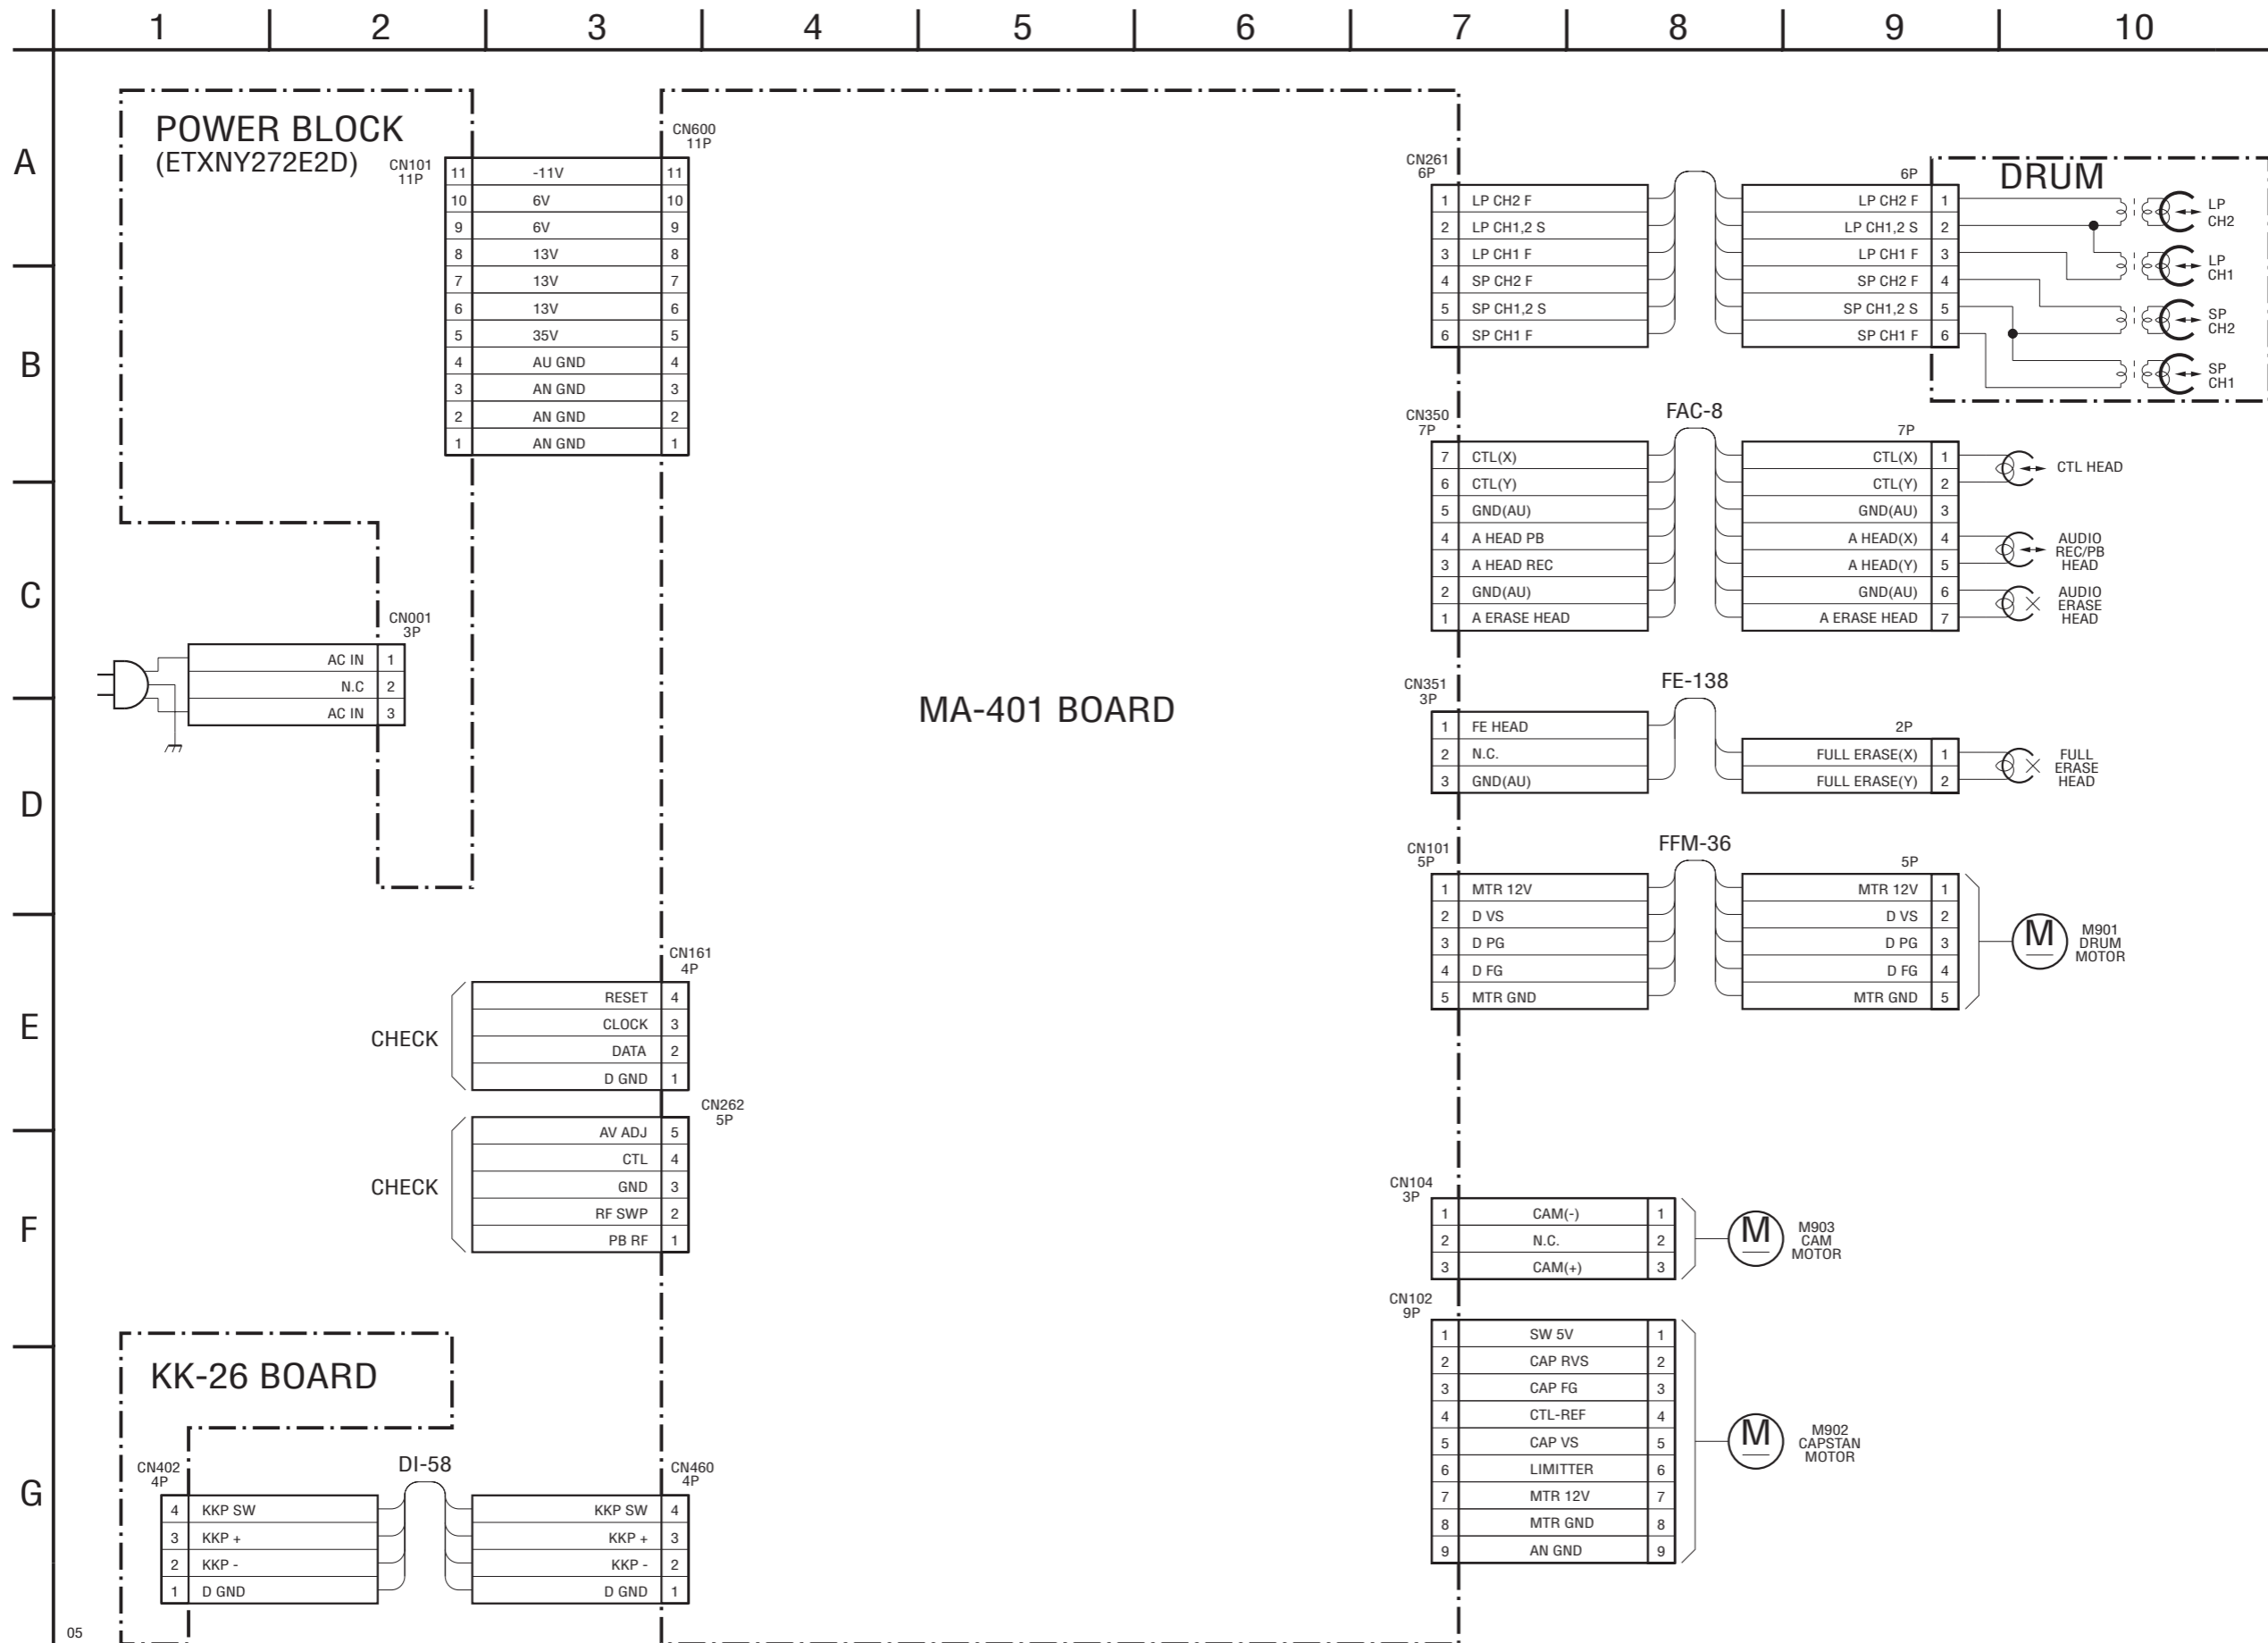 1 2 3 4 5 6 7 8 9 10
A
B
C
D
E
F
G
POWER BLOCK
(ETXNY272E2D)
CN101
11P
CN600
11P
11 -11V 11
10 6V 10
9 6V 9
8 13V 8
7 13V 7
6 13V 6
5 35V 5
4 AU GND 4
3 AN GND 3
2 AN GND 2
1 AN GND 1
CN001
3P
AC IN 1
N.C 2
AC IN 3
MA-401 BOARD
CN161
4P
CHECK
RESET 4
CLOCK 3
DATA 2
D GND 1
CN262
5P
CHECK
AV ADJ 5
CTL 4
GND 3
RF SWP 2
PB RF 1
KK-26 BOARD
CN402
4P
DI-58
CN460
4P
4 KKP SW KKP SW 4
3 KKP + KKP + 3
2 KKP - KKP - 2
1 D GND D GND 1
05
CN261
6P
6P
DRUM
1 LP CH2 F LP CH2 F 1
2 LP CH1,2 S LP CH1,2 S 2
3 LP CH1 F LP CH1 F 3
4 SP CH2 F SP CH2 F 4
5 SP CH1,2 S SP CH1,2 S 5
6 SP CH1 F SP CH1 F 6
LP
CH2
LP
CH1
SP
CH2
SP
CH1
CN350
7P
FAC-8
7P
7 CTL(X) CTL(X) 1
6 CTL(Y) CTL(Y) 2
5 GND(AU) GND(AU) 3
4 A HEAD PB A HEAD(X) 4
3 A HEAD REC A HEAD(Y) 5
2 GND(AU) GND(AU) 6
1 A ERASE HEAD A ERASE HEAD 7
CTL HEAD
AUDIO
REC/PB
HEAD
AUDIO
ERASE
HEAD
CN351
3P
FE-138
2P
1 FE HEAD
2 N.C. FULL ERASE(X) 1
3 GND(AU) FULL ERASE(Y) 2
FULL
ERASE
HEAD
CN101
5P
FFM-36
5P
1 MTR 12V MTR 12V 1
2 D VS D VS 2
3 D PG D PG 3
4 D FG D FG 4
5 MTR GND MTR GND 5
M
M901
DRUM
MOTOR
CN104
3P
1 CAM(-) 1
2 N.C. 2
3 CAM(+) 3
M
M903
CAM
MOTOR
CN102
9P
1 SW 5V 1
2 CAP RVS 2
3 CAP FG 3
4 CTL-REF 4
5 CAP VS 5
6 LIMITTER 6
7 MTR 12V 7
8 MTR GND 8
9 AN GND 9
M
M902
CAPSTAN
MOTOR